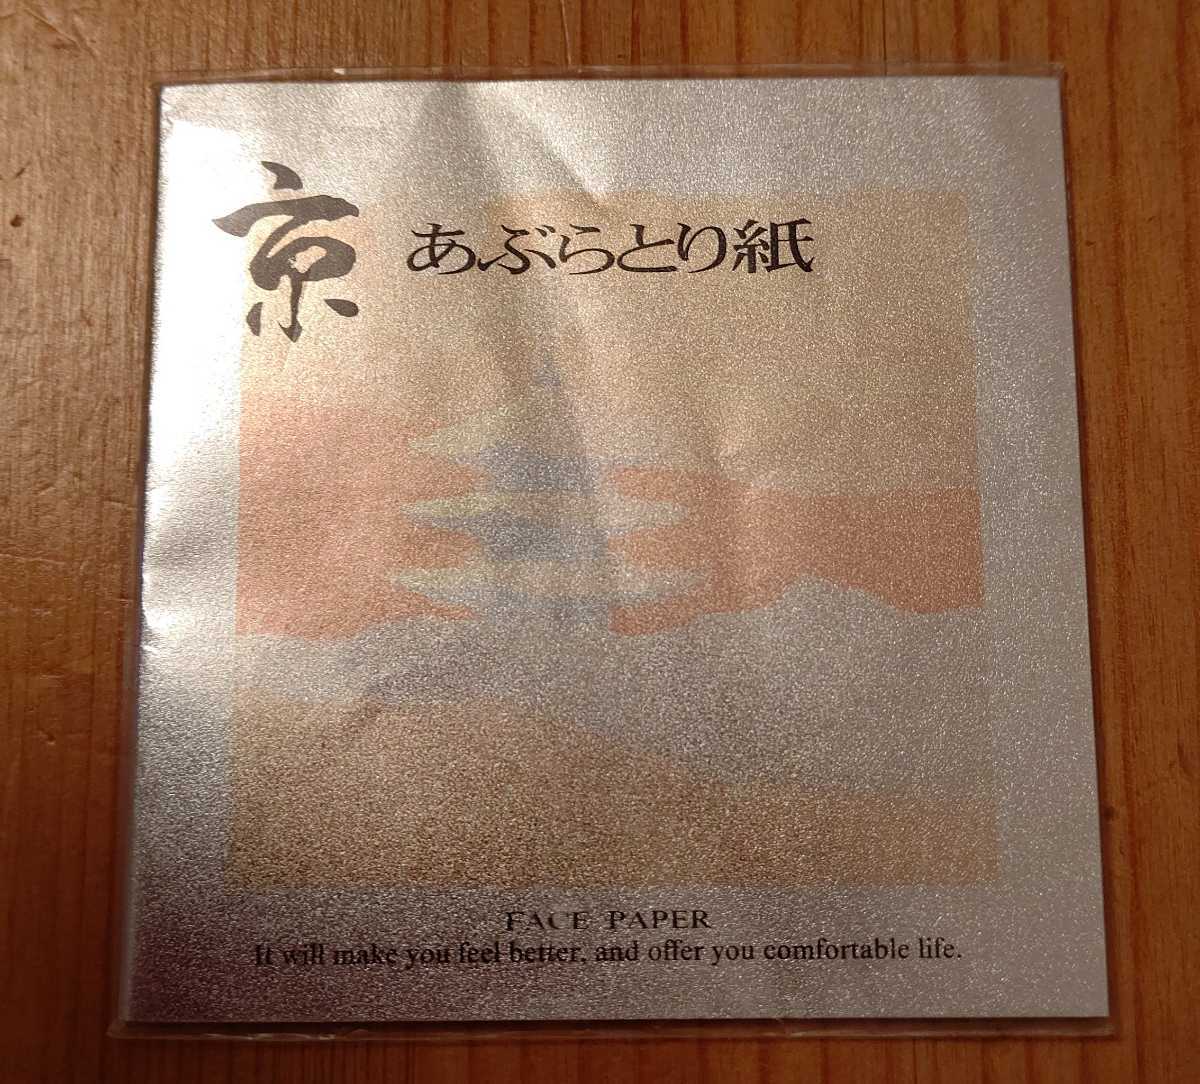 京
あぶらとり紙
FACE PAPER
It will make you feel better, and offer you comfortable life.